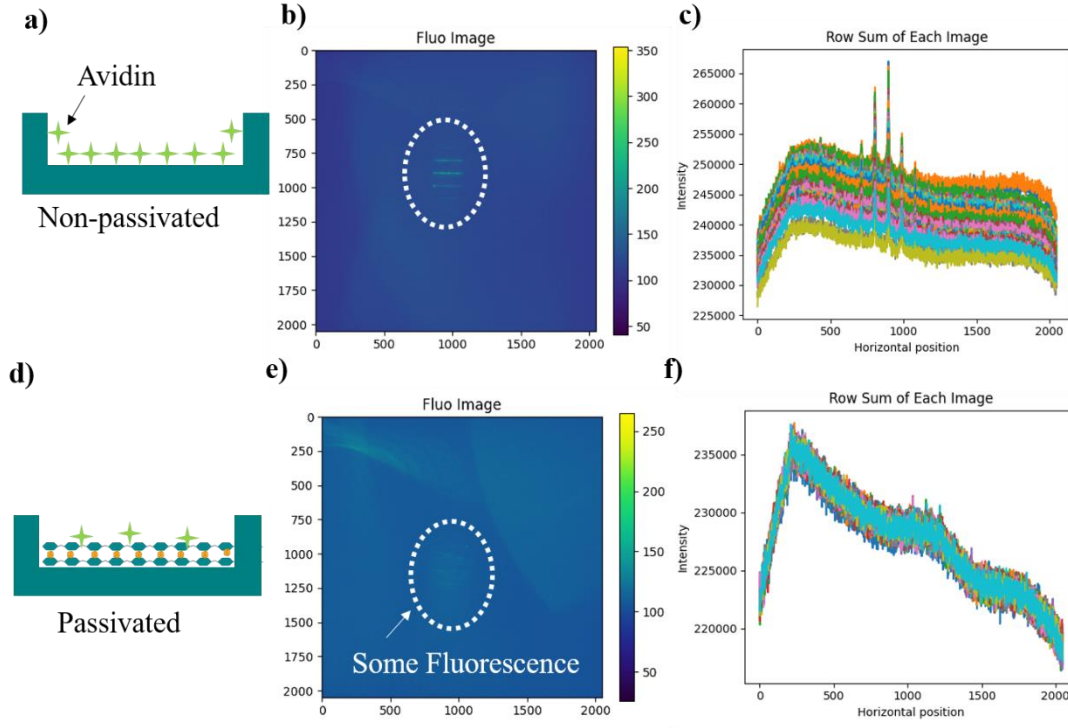 a)
Avidin
Non-passivated
b)
Fluo Image
0
250
500
750
1000
1250
1500
1750
2000
0 500 1000 1500 2000
350
300
250
200
150
100
50
c)
Row Sum of Each Image
265000
260000
255000
250000
245000
240000
235000
230000
225000
Intensity
0 500 1000 1500 2000
Horizontal position
d)
Passivated
e)
Fluo Image
0
250
500
750
1000
1250
1500
1750
2000
Some Fluorescence
0 500 1000 1500 2000
250
200
150
100
50
f)
Row Sum of Each Image
235000
230000
225000
220000
Intensity
0 500 1000 1500 2000
Horizontal position